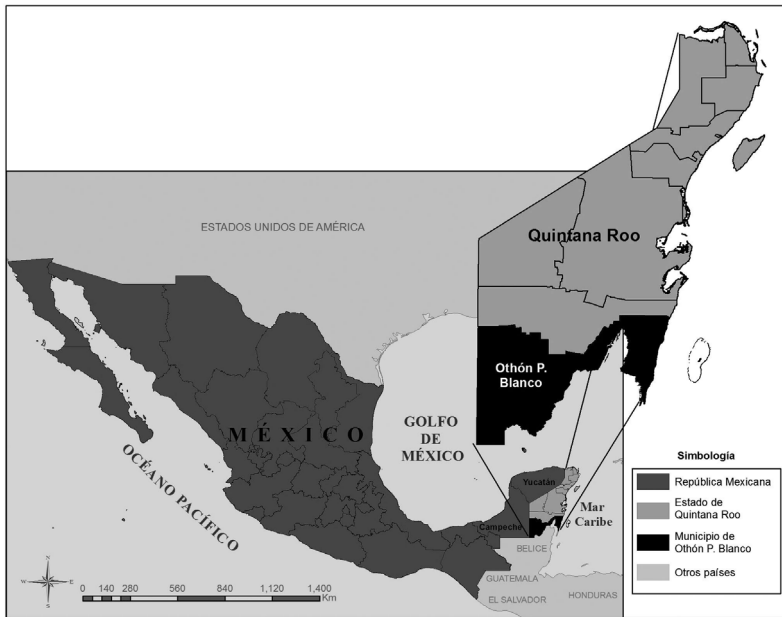 ESTADOS UNIDOS DE AMÉRICA
Quintana Roo
Othón P.
Blanco
MÉXICO
GOLFO
DE
MÉXICO
OCÉANO PACÍFICO
Yucatán
Campeche
Mar
Caribe
BELICE
GUATEMALA
EL SALVADOR
HONDURAS
N
W
E
S
0 140 280 560 840 1,120 1,400
Km
Simbología
República Mexicana
Estado de
Quintana Roo
Municipio de
Othón P. Blanco
Otros países